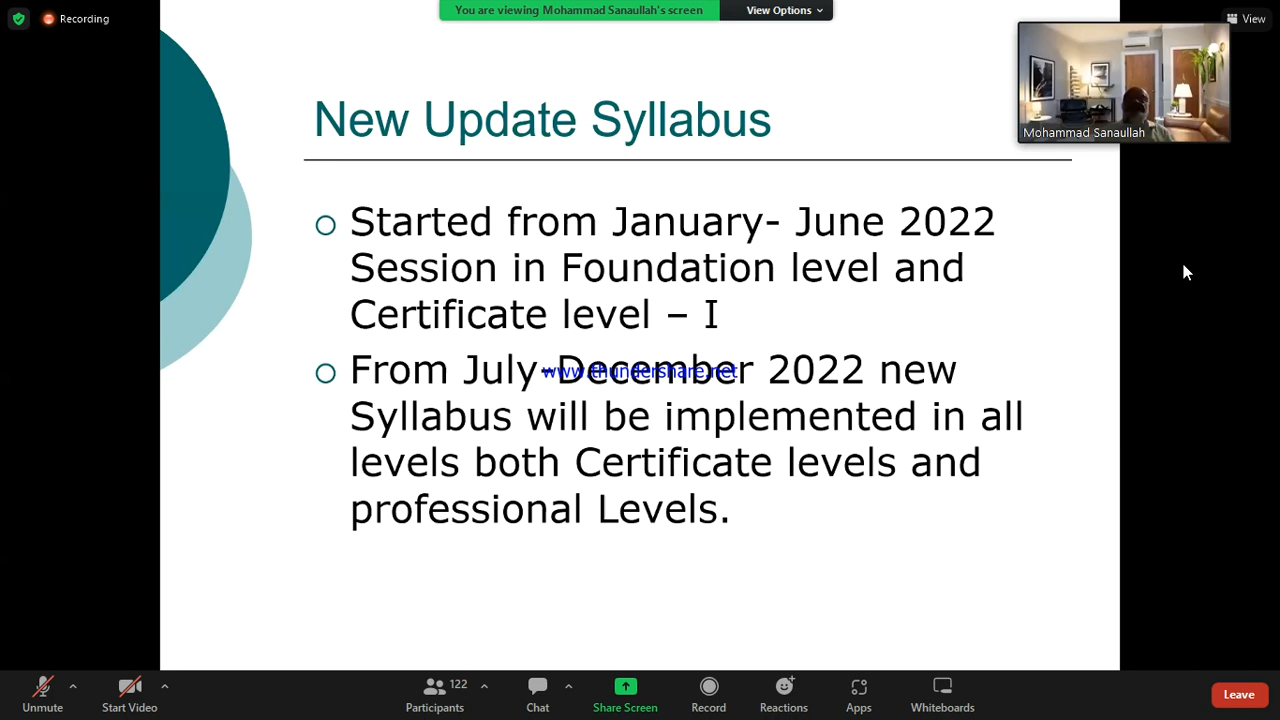 You are viewing Mohammad Sanaullah's screen
View Options
Recording
View
Mohammad Sanaullah
New Update Syllabus
Started from January- June 2022
Session in Foundation level and
Certificate level – I
From July-December 2022 new
www.thundershare.net
Syllabus will be implemented in all
levels both Certificate levels and
professional Levels.
Unmute
Start Video
122
Participants
Chat
Share Screen
Record
Reactions
Apps
Whiteboards
Leave